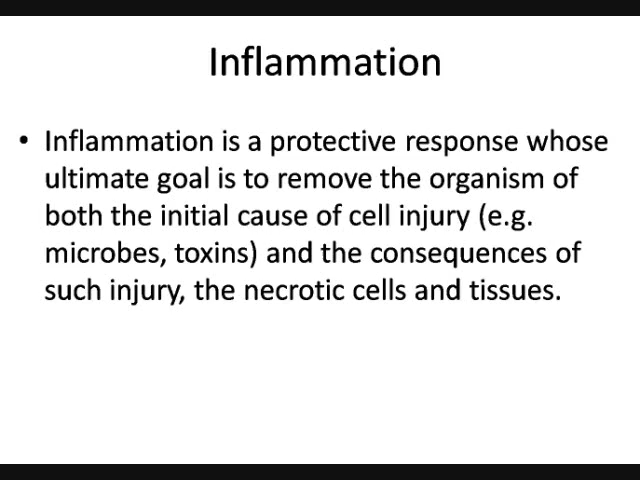 Inflammation
• Inflammation is a protective response whose
ultimate goal is to remove the organism of
both the initial cause of cell injury (e.g.
microbes, toxins) and the consequences of
such injury, the necrotic cells and tissues.